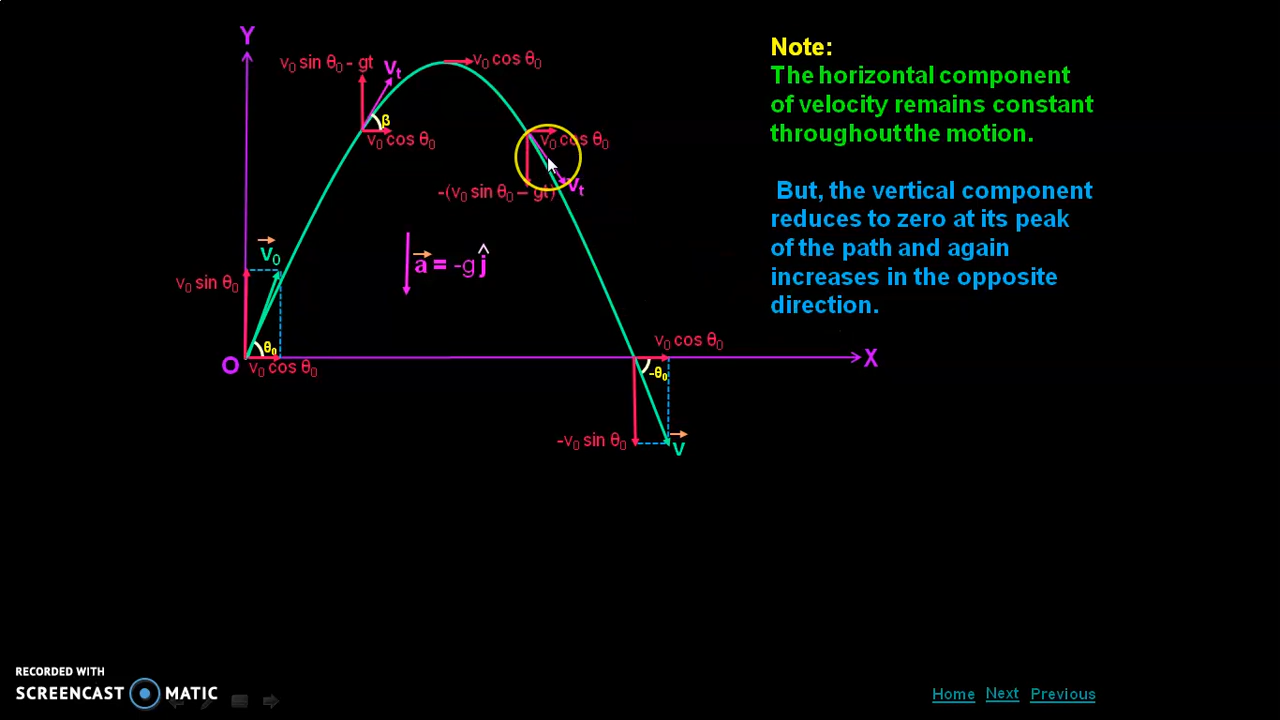 Y
v₀ sin θ₀ - gt
vₜ
v₀ cos θ₀
β
v₀ cos θ₀
v₀ cos θ₀
-(v₀ sin θ₀ – gt)
vₜ
v₀
v₀ sin θ₀
a = -g ĵ
θ₀
O
v₀ cos θ₀
v₀ cos θ₀
X
-θ₀
-v₀ sin θ₀
v
Note:
The horizontal component
of velocity remains constant
throughout the motion.
But, the vertical component
reduces to zero at its peak
of the path and again
increases in the opposite
direction.
RECORDED WITH
SCREENCAST MATIC
Home Next Previous